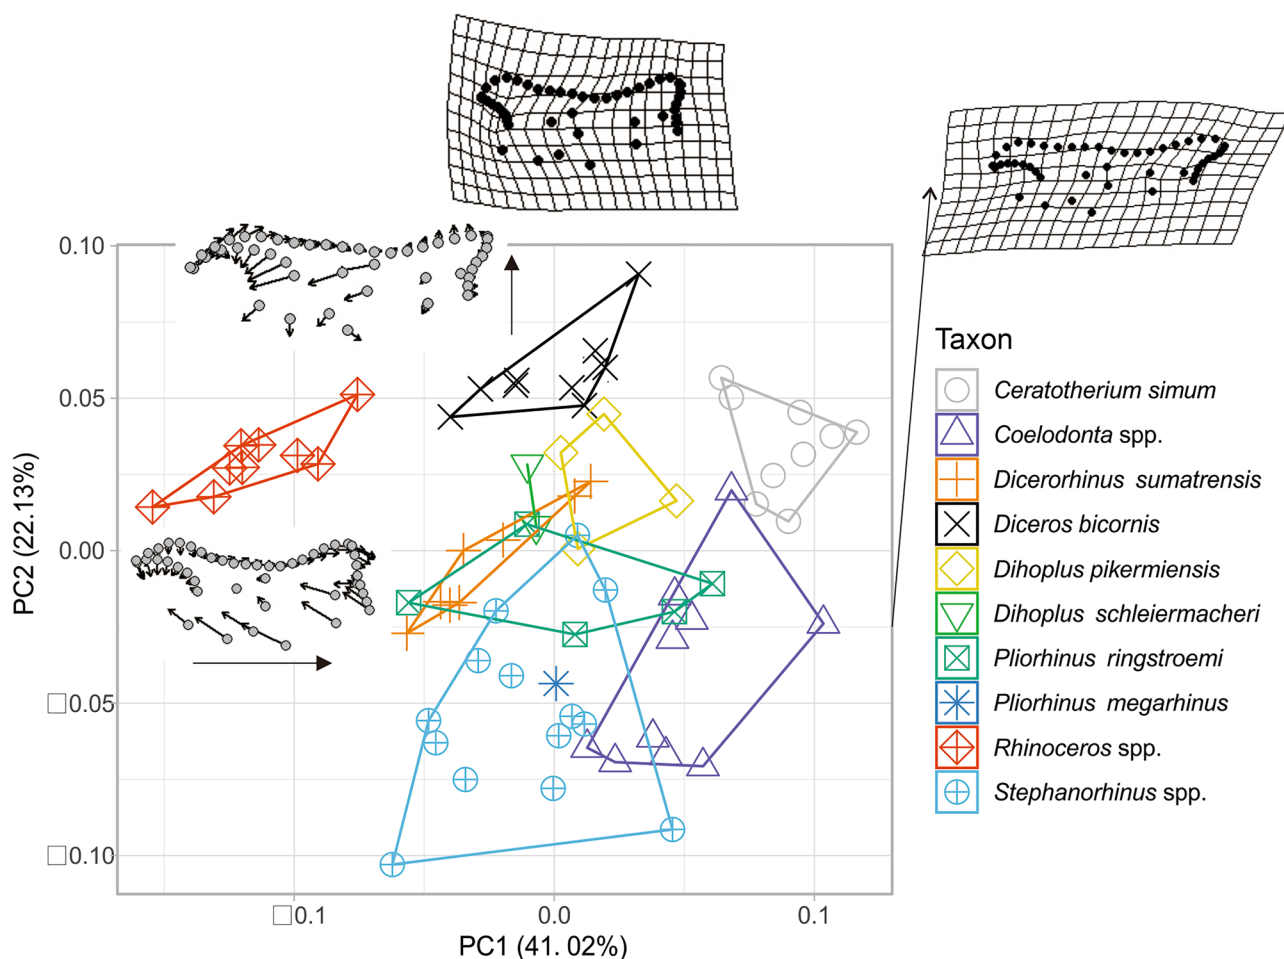 0.10
0.05
0.00
□0.05
□0.10
PC2 (22.13%)
□0.1
0.0
0.1
PC1 (41. 02%)
Taxon
Ceratotherium simum
Coelodonta spp.
Dicerorhinus sumatrensis
Diceros bicornis
Dihoplus pikermiensis
Dihoplus schleiermacheri
Pliorhinus ringstroemi
Pliorhinus megarhinus
Rhinoceros spp.
Stephanorhinus spp.